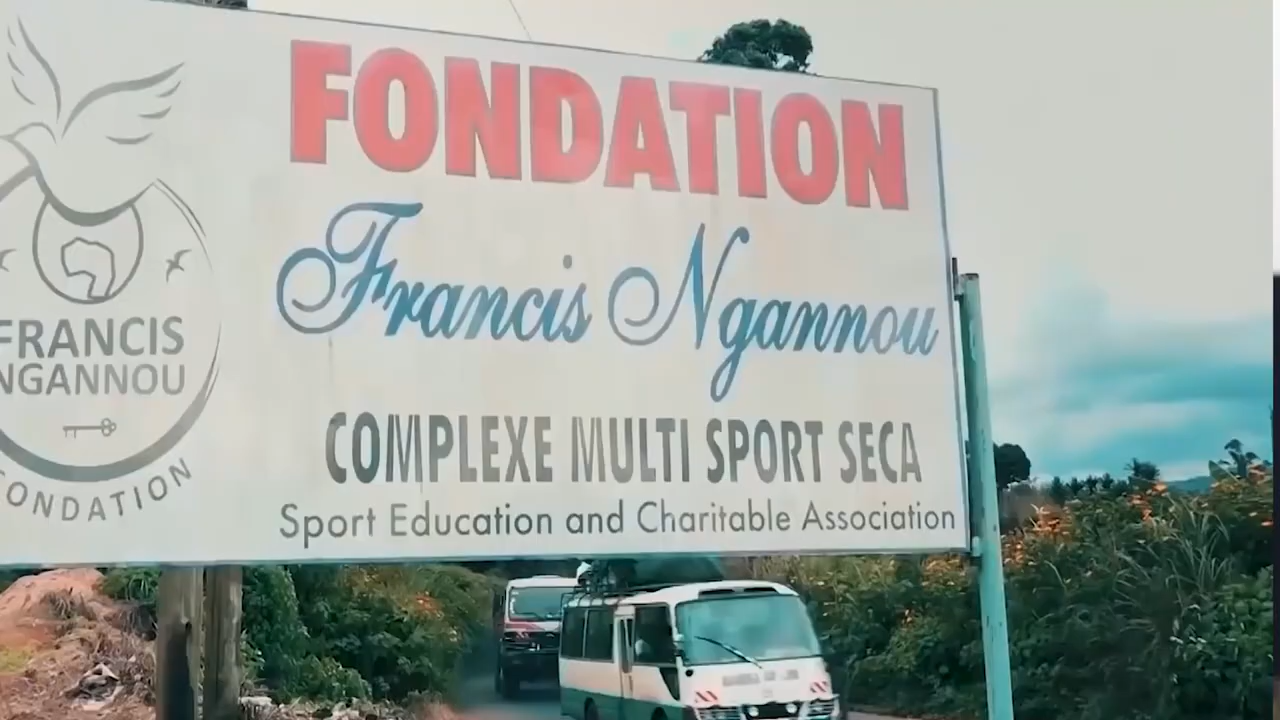 FONDATION
Francis Ngannou
COMPLEXE MULTI SPORT SECA
Sport Education and Charitable Association
FRANCIS
NGANNOU
FONDATION